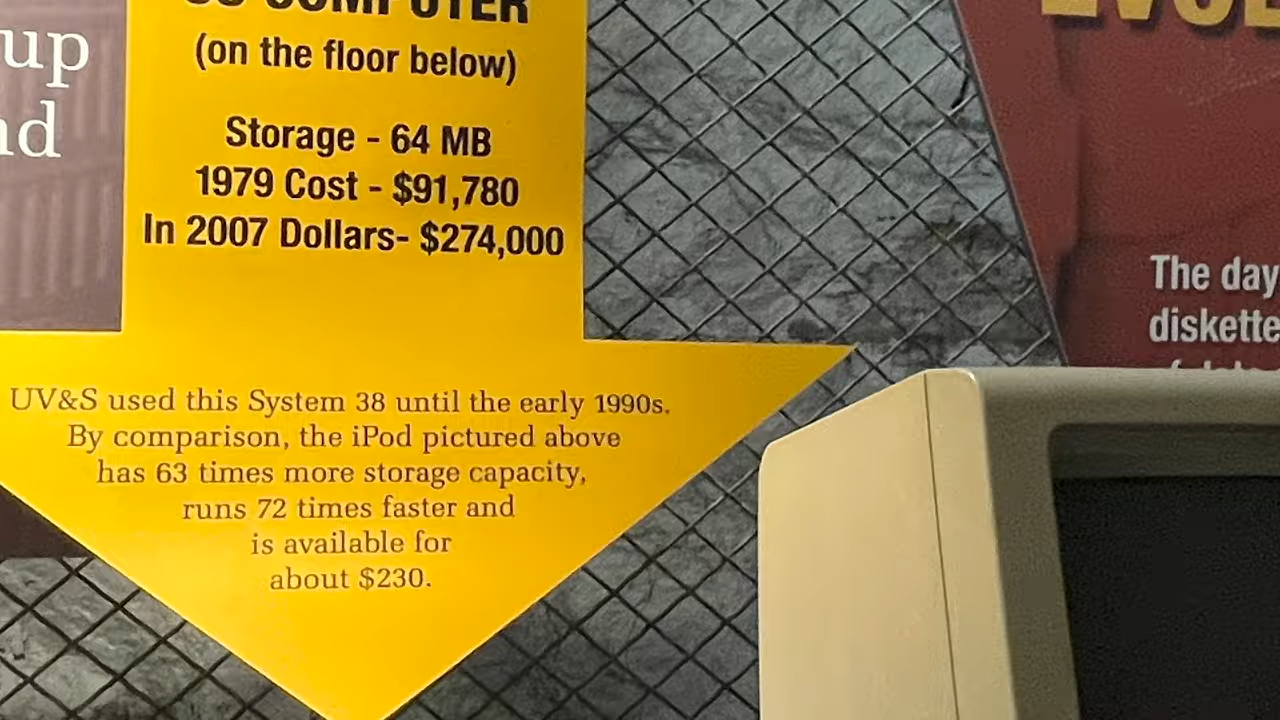 up
nd
COMPUTER
(on the floor below)
Storage - 64 MB
1979 Cost - $91,780
In 2007 Dollars- $274,000
UV&S used this System 38 until the early 1990s.
By comparison, the iPod pictured above
has 63 times more storage capacity,
runs 72 times faster and
is available for
about $230.
The day
diskette